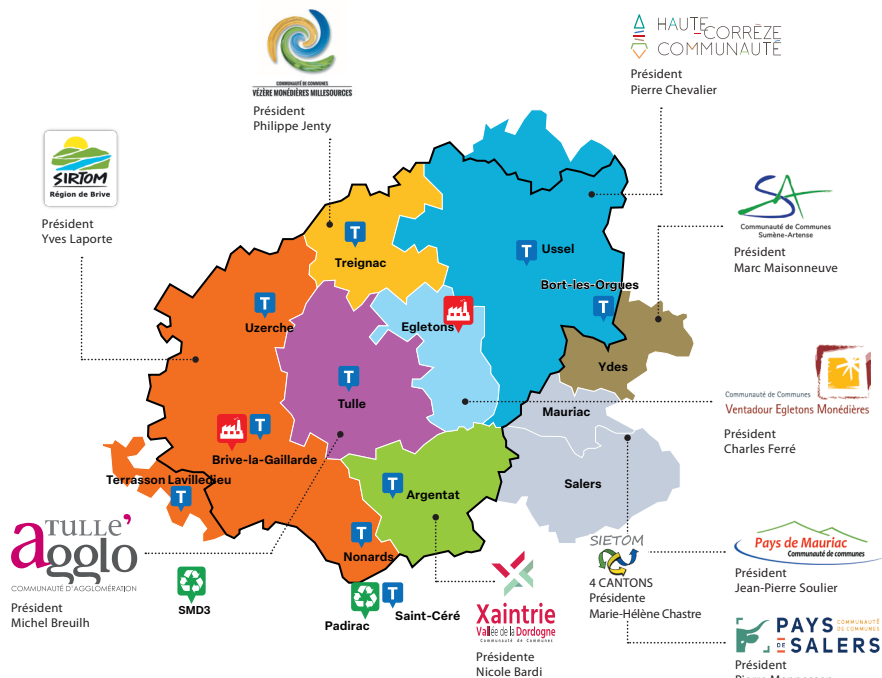 HAUTE-CORRÈZE
COMMUNAUTÉ
Président
Pierre Chevalier
COMMUNAUTÉ DE COMMUNES
VÉZÈRE MONÉDIÈRES MILLESOURCES
Président
Philippe Jenty
SIRTOM
Région de Brive
Président
Yves Laporte
SA
Communauté de Communes
Sumène-Artense
Président
Marc Maisonneuve
T
Treignac
T
Ussel
Bort-les-Orgues
T
T
Uzerche
Egletons
Ydes
T
Tulle
Mauriac
Communauté de Communes
Ventadour Egletons Monédières
Président
Charles Ferré
T
Brive-la-Gaillarde
Terrasson Lavilledieu
T
T
Argentat
Salers
TULLE'
agglo
COMMUNAUTÉ D'AGGLOMÉRATION
Président
Michel Breuilh
T
Nonards
SMD3
Padirac
T
Saint-Céré
Xaintrie
Vallée de la Dordogne
Communauté de Communes
Présidente
Nicole Bardi
SIETOM
4 CANTONS
Présidente
Marie-Hélène Chastre
Pays de Mauriac
Communauté de communes
Président
Jean-Pierre Soulier
PAYS
DE SALERS
COMMUNAUTÉ
DE COMMUNES
Président